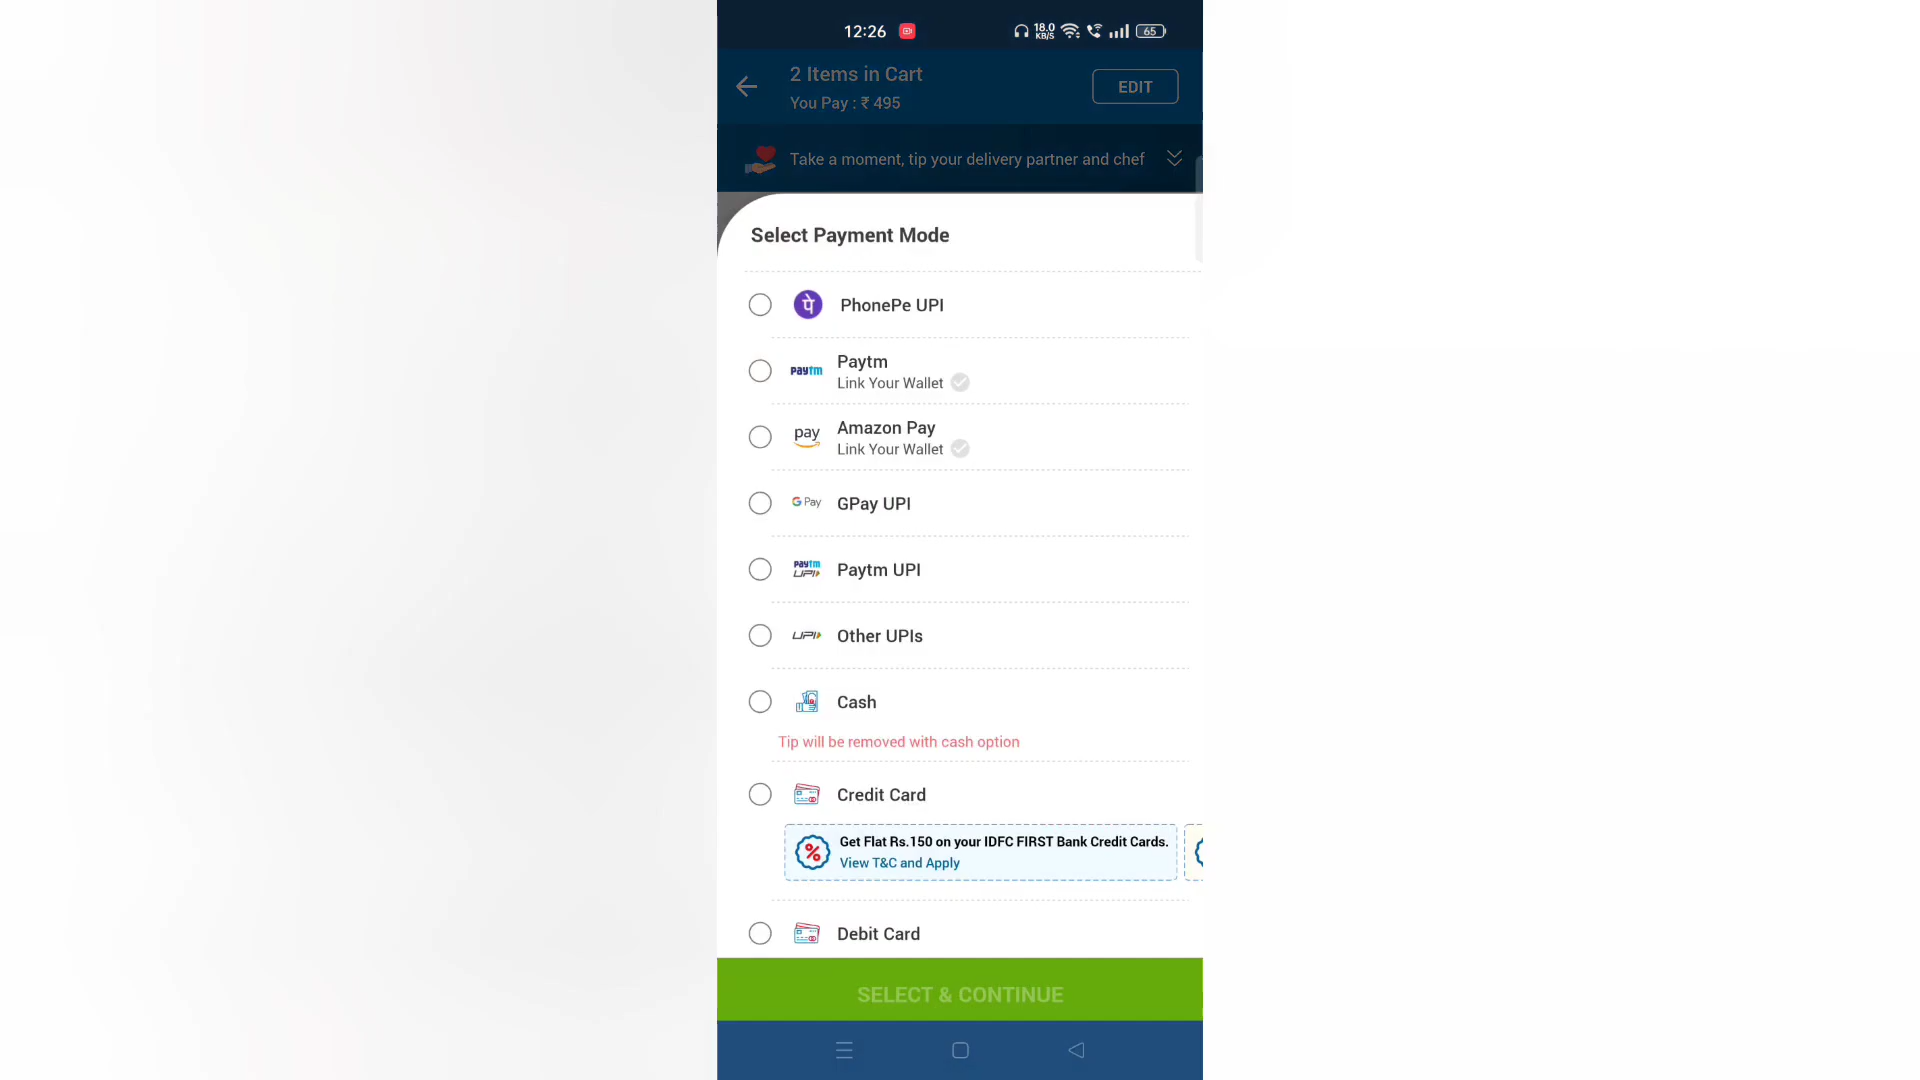 12:26
18.0
KB/S
65
2 Items in Cart
You Pay : ₹ 495
EDIT
Take a moment, tip your delivery partner and chef
Select Payment Mode
पे
PhonePe UPI
paytm
Paytm
Link Your Wallet
pay
Amazon Pay
Link Your Wallet
G Pay
GPay UPI
paytm
UPI
Paytm UPI
UPI
Other UPIs
Cash
Tip will be removed with cash option
Credit Card
%
Get Flat Rs.150 on your IDFC FIRST Bank Credit Cards.
View T&C and Apply
Debit Card
SELECT & CONTINUE